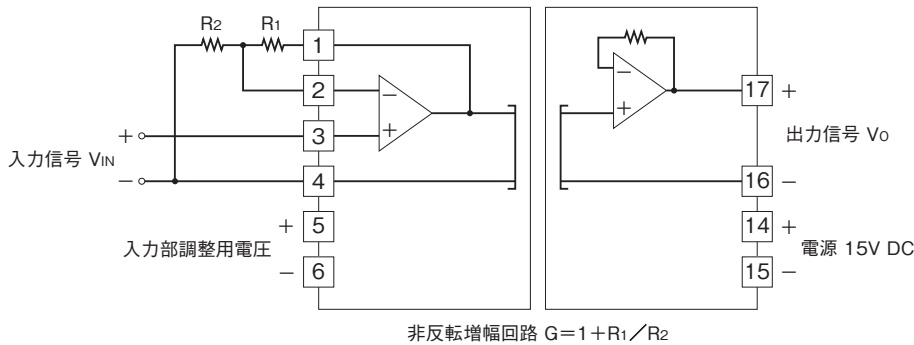 R2 R1
1
2
−
+
3
4
+ 5
− 6
+
入力信号 VIN
−
入力部調整用電圧
−
+
17 +
出力信号 VO
16 −
14 +
電源 15V DC
15 −
非反転増幅回路 G＝1＋R1／R2